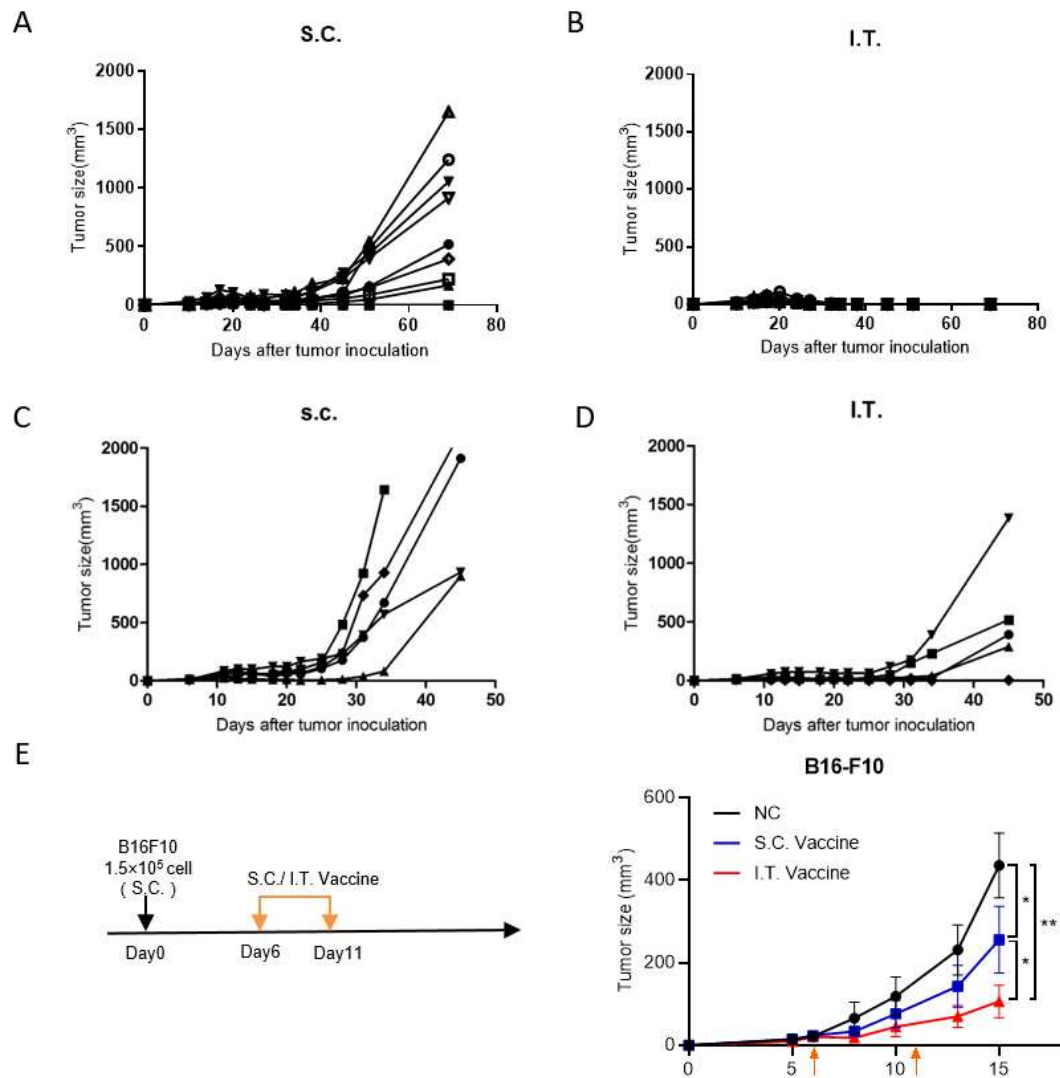 A
S.C.
2000
1500
1000
500
0
Tumor size(mm³)
0 20 40 60 80
Days after tumor inoculation
B
I.T.
2000
1500
1000
500
0
Tumor size(mm³)
0 20 40 60 80
Days after tumor inoculation
C
s.c.
2000
1500
1000
500
0
Tumor size(mm³)
0 10 20 30 40 50
Days after tumor inoculation
D
I.T.
2000
1500
1000
500
0
Tumor size(mm³)
0 10 20 30 40 50
Days after tumor inoculation
E
B16F10
1.5×10⁵ cell
( S.C. )
S.C./ I.T. Vaccine
Day0
Day6
Day11
B16-F10
600
400
200
0
Tumor size (mm³)
NC
S.C. Vaccine
I.T. Vaccine
*
**
*
0 5 10 15